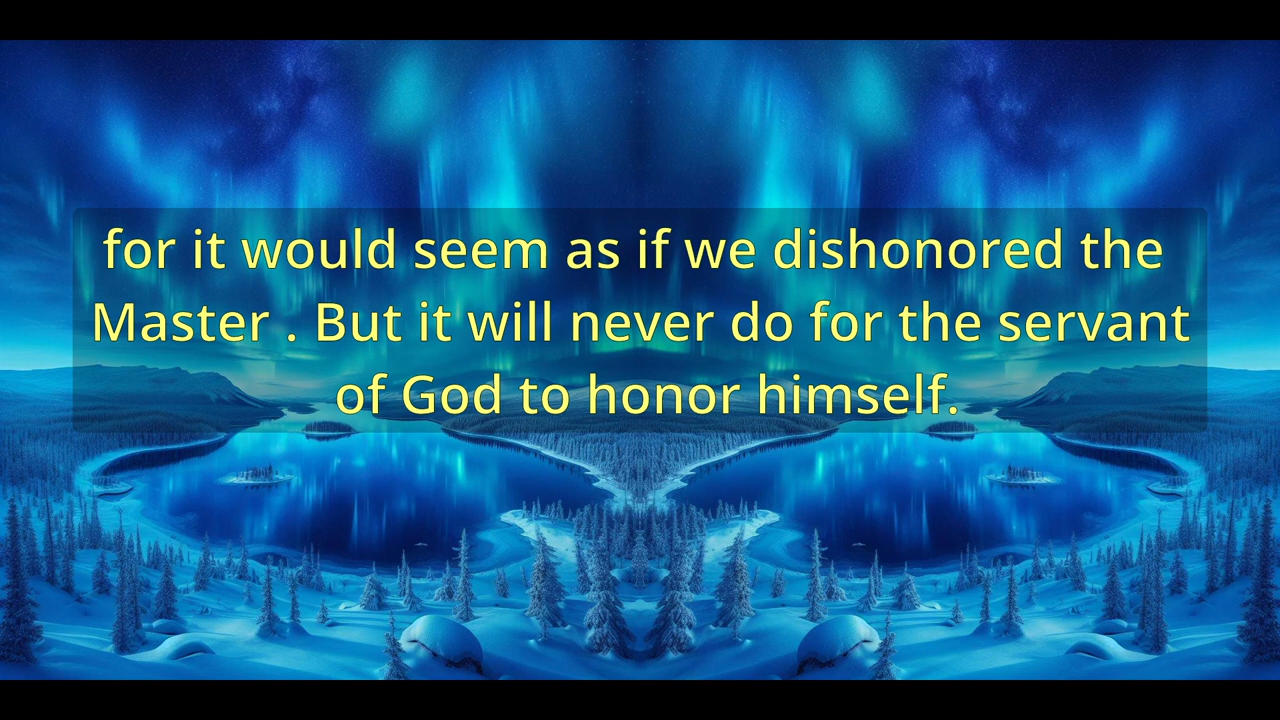 for it would seem as if we dishonored the
Master . But it will never do for the servant
of God to honor himself.